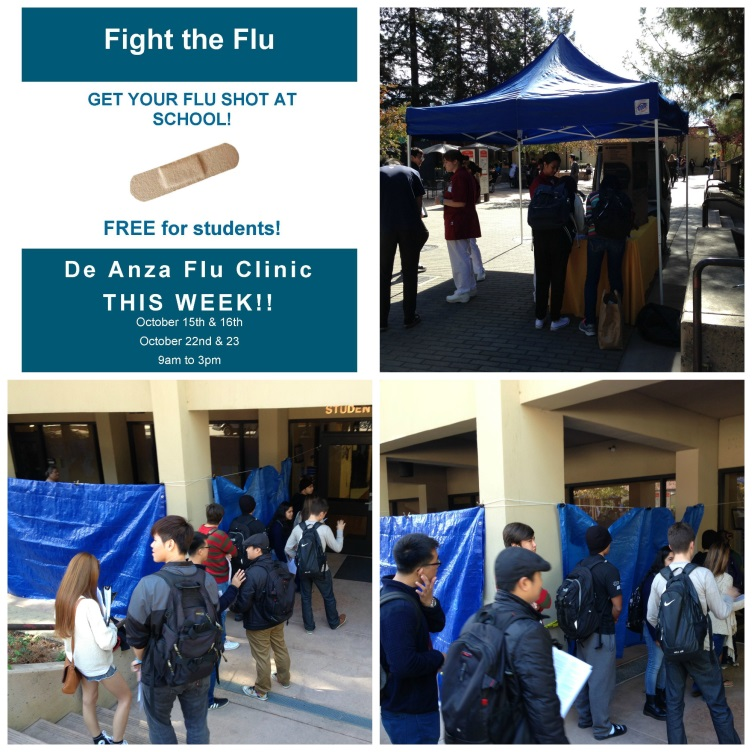 Fight the Flu
GET YOUR FLU SHOT AT
SCHOOL!
FREE for students!
De Anza Flu Clinic
THIS WEEK!!
October 15th & 16th
October 22nd & 23
9am to 3pm
STUDEN